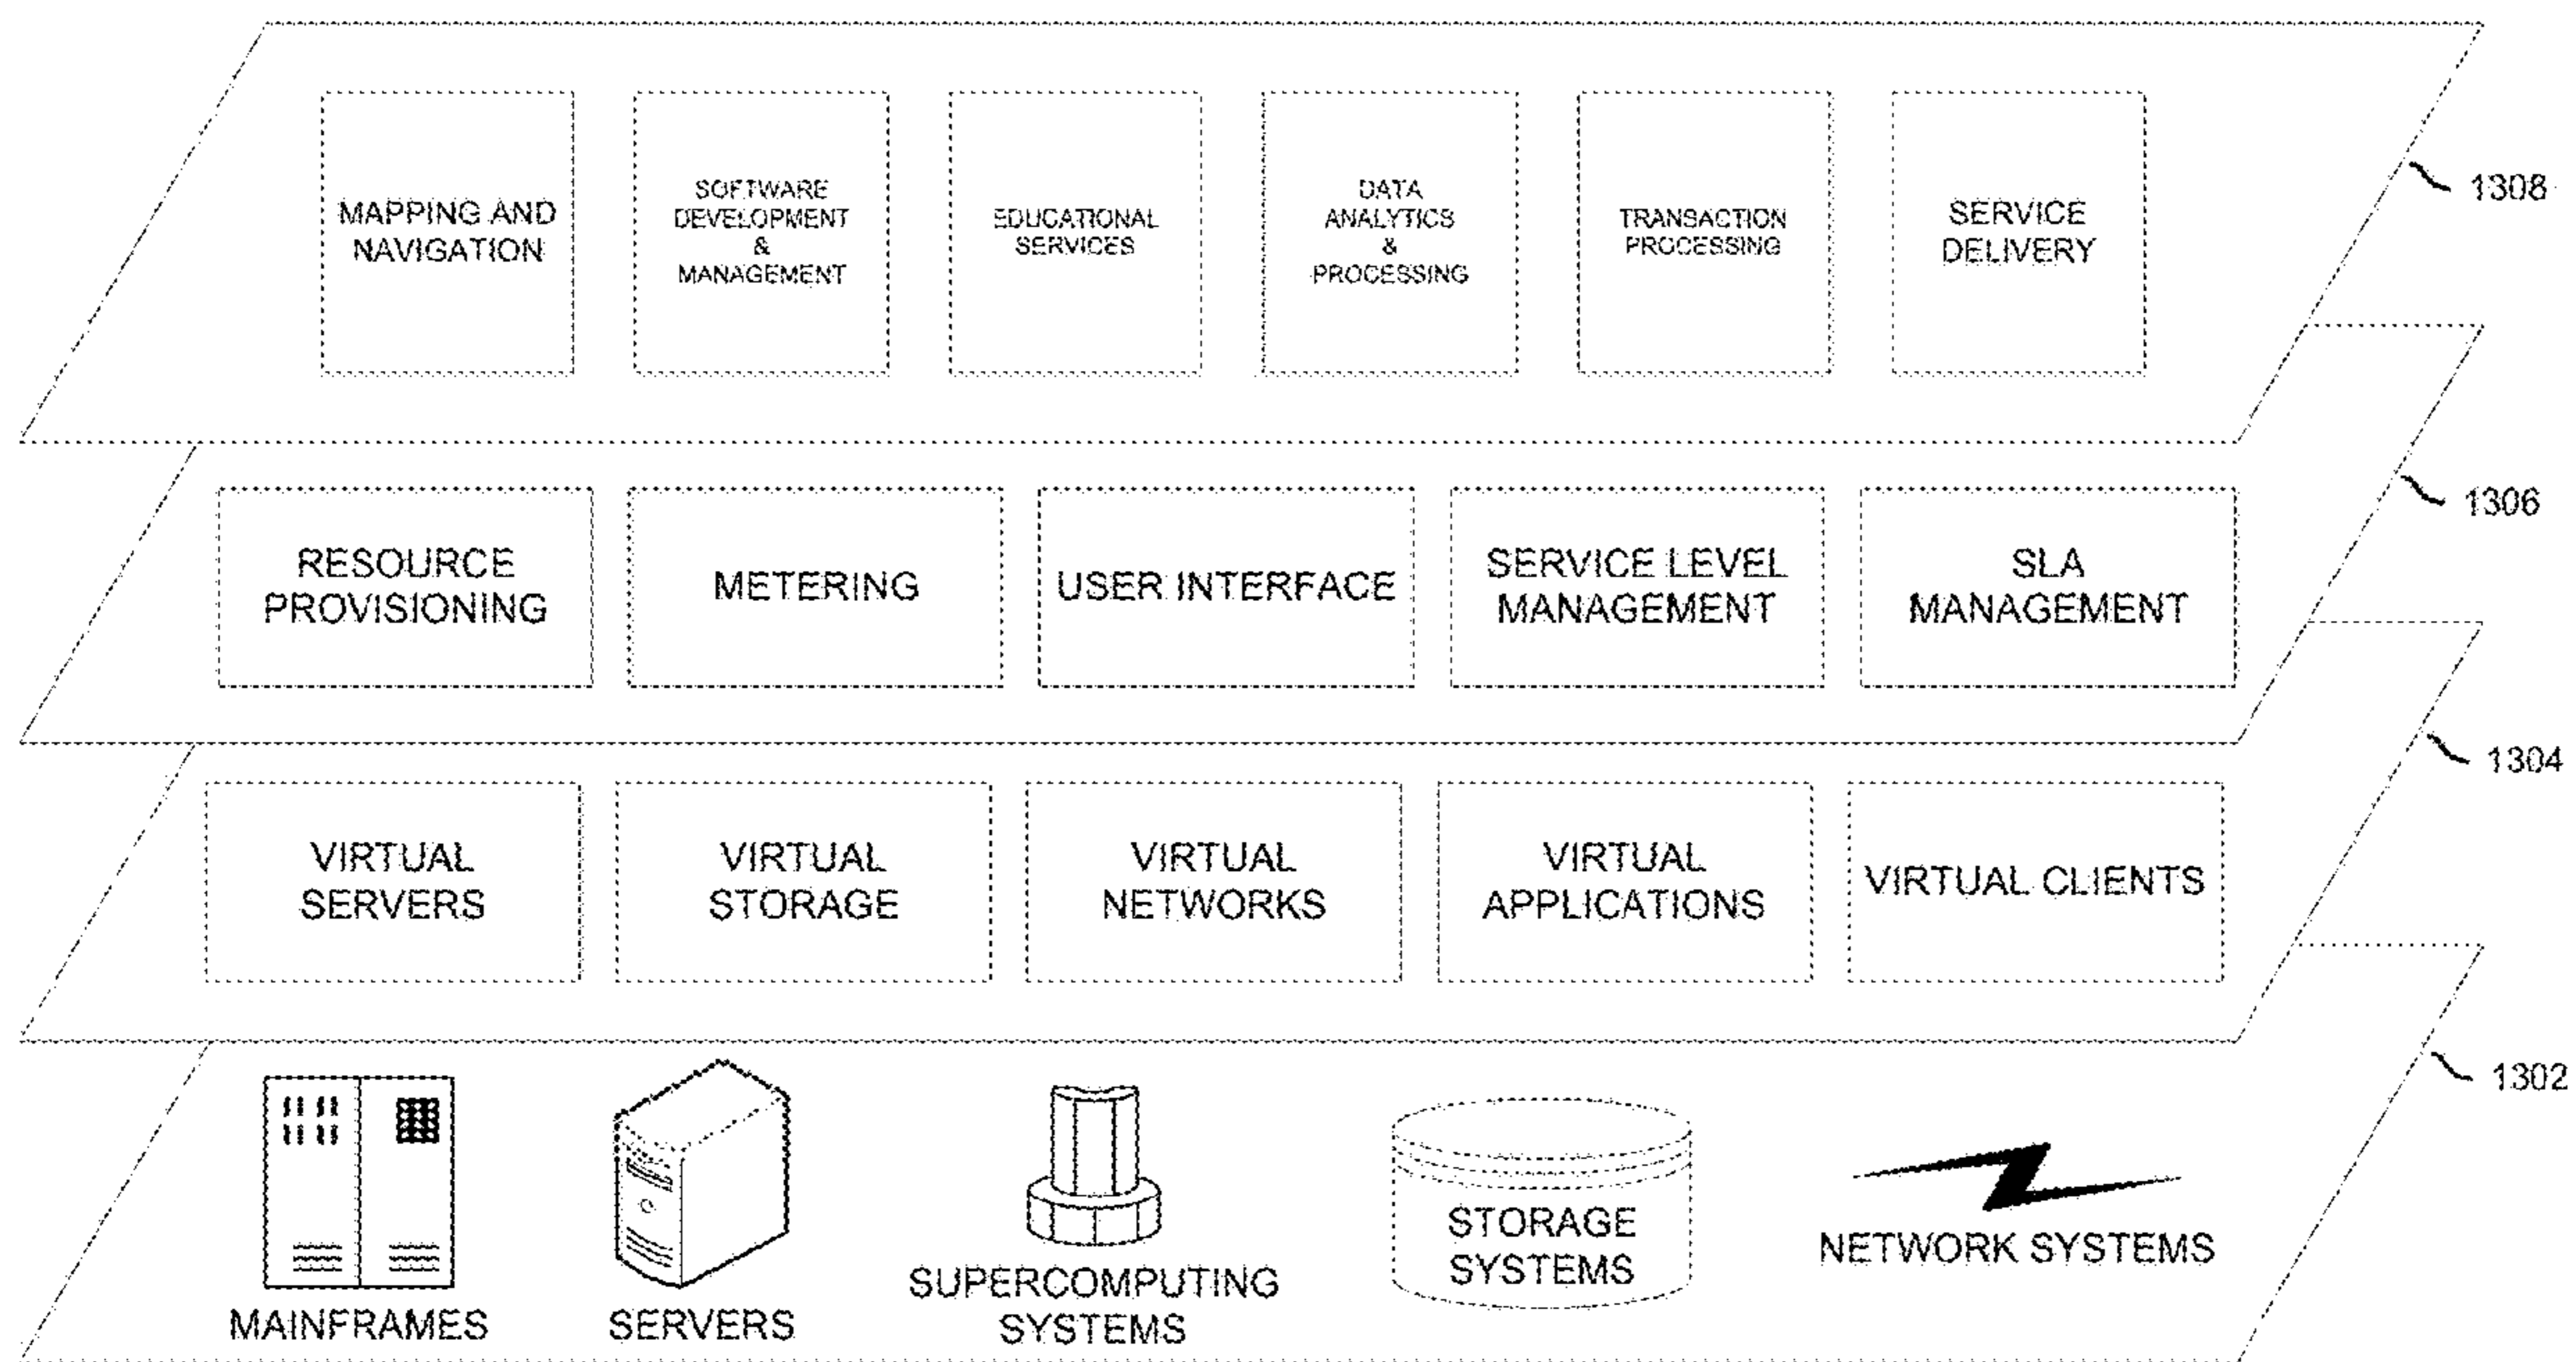 MAPPING AND
NAVIGATION
SOFTWARE
DEVELOPMENT
&
MANAGEMENT
EDUCATIONAL
SERVICES
DATA
ANALYTICS
&
PROCESSING
TRANSACTION
PROCESSING
SERVICE
DELIVERY
1308
RESOURCE
PROVISIONING
METERING
USER INTERFACE
SERVICE LEVEL
MANAGEMENT
SLA
MANAGEMENT
1306
VIRTUAL
SERVERS
VIRTUAL
STORAGE
VIRTUAL
NETWORKS
VIRTUAL
APPLICATIONS
VIRTUAL CLIENTS
1304
MAINFRAMES
SERVERS
SUPERCOMPUTING
SYSTEMS
STORAGE
SYSTEMS
NETWORK SYSTEMS
1302